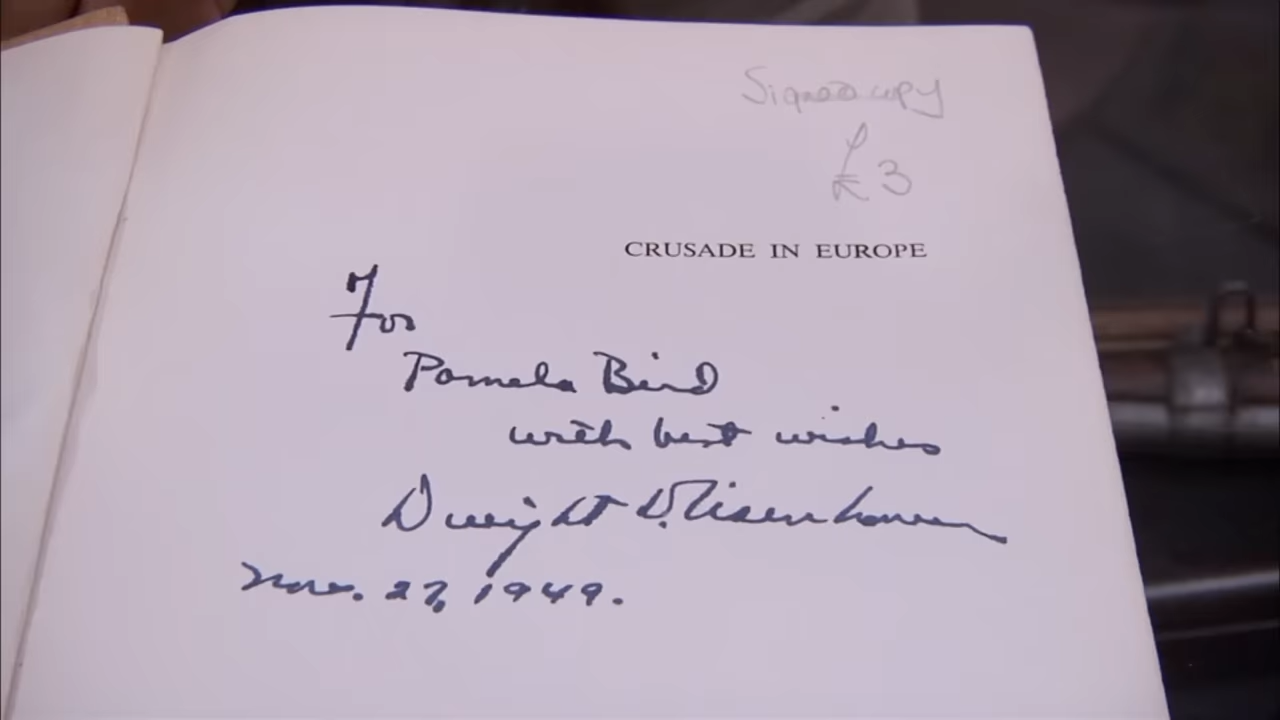 Signed copy
£3
CRUSADE IN EUROPE
For
Pamela Bird
with best wishes
Dwight D. Eisenhower
Nov. 27, 1949.